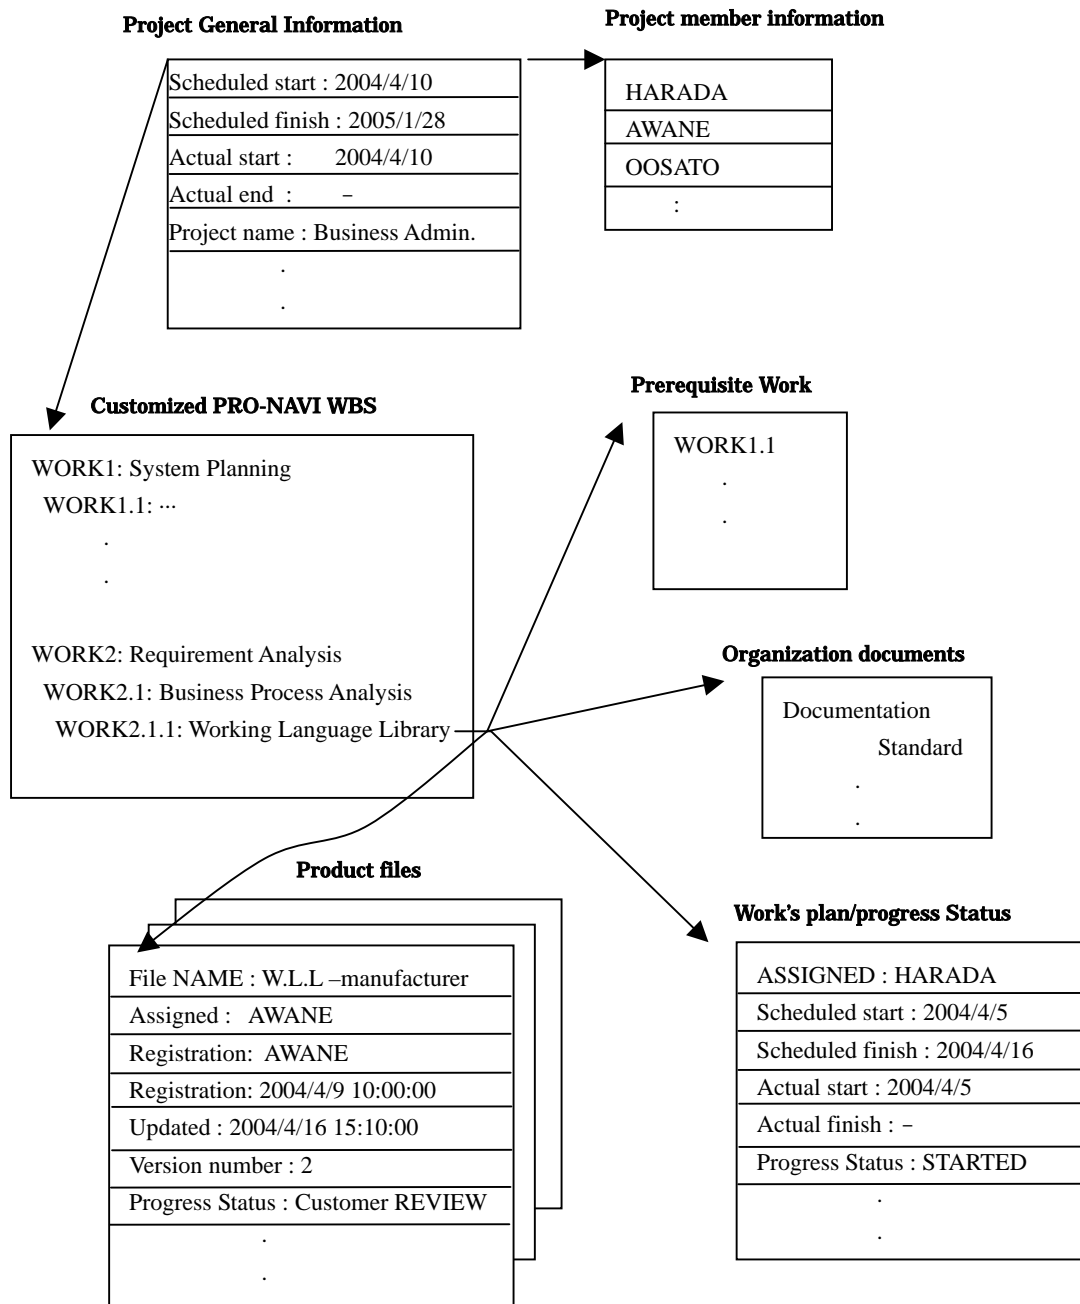 Project General Information
Scheduled start : 2004/4/10
Scheduled finish : 2005/1/28
Actual start : 2004/4/10
Actual end : －
Project name : Business Admin.
.
.
Project member information
HARADA
AWANE
OOSATO
:
Customized PRO-NAVI WBS
WORK1: System Planning
WORK1.1: ···
.
.
WORK2: Requirement Analysis
WORK2.1: Business Process Analysis
WORK2.1.1: Working Language Library
Prerequisite Work
WORK1.1
.
.
Organization documents
Documentation
Standard
.
.
Product files
File NAME : W.L.L –manufacturer
Assigned : AWANE
Registration: AWANE
Registration: 2004/4/9 10:00:00
Updated : 2004/4/16 15:10:00
Version number : 2
Progress Status : Customer REVIEW
.
.
Work's plan/progress Status
ASSIGNED : HARADA
Scheduled start : 2004/4/5
Scheduled finish : 2004/4/16
Actual start : 2004/4/5
Actual finish : －
Progress Status : STARTED
.
.